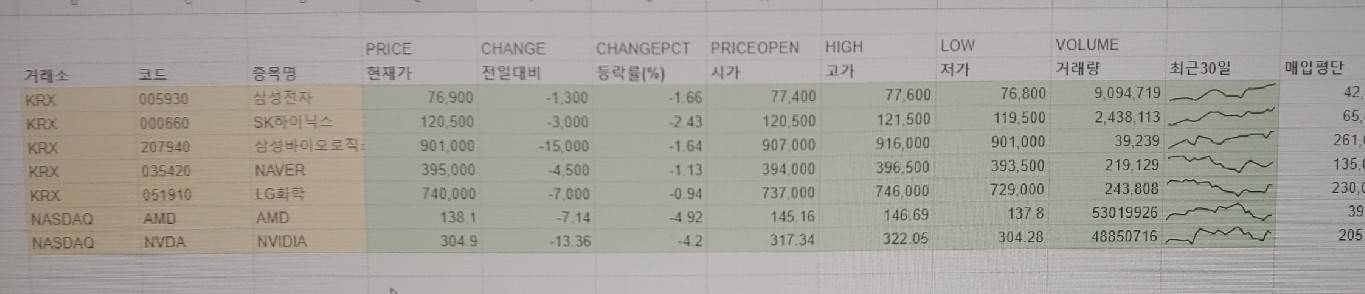 PRICE CHANGE CHANGEPCT PRICEOPEN HIGH LOW VOLUME
거래소 코드 종목명 현재가 전일대비 등락률(%) 시가 고가 저가 거래량 최근30일 매입평단
KRX 005930 삼성전자 76,900 -1,300 -1.66 77,400 77,600 76,800 9,094,719 42,
KRX 000660 SK하이닉스 120,500 -3,000 -2.43 120,500 121,500 119,500 2,438,113 65,
KRX 207940 삼성바이오로직 901,000 -15,000 -1.64 907,000 916,000 901,000 39,239 261,
KRX 035420 NAVER 395,000 -4,500 -1.13 394,000 396,500 393,500 219,129 135,
KRX 051910 LG화학 740,000 -7,000 -0.94 737,000 746,000 729,000 243,808 230,
NASDAQ AMD AMD 138.1 -7.14 -4.92 145.16 146.69 137.8 53019926 39
NASDAQ NVDA NVIDIA 304.9 -13.36 -4.2 317.34 322.05 304.28 48850716 205